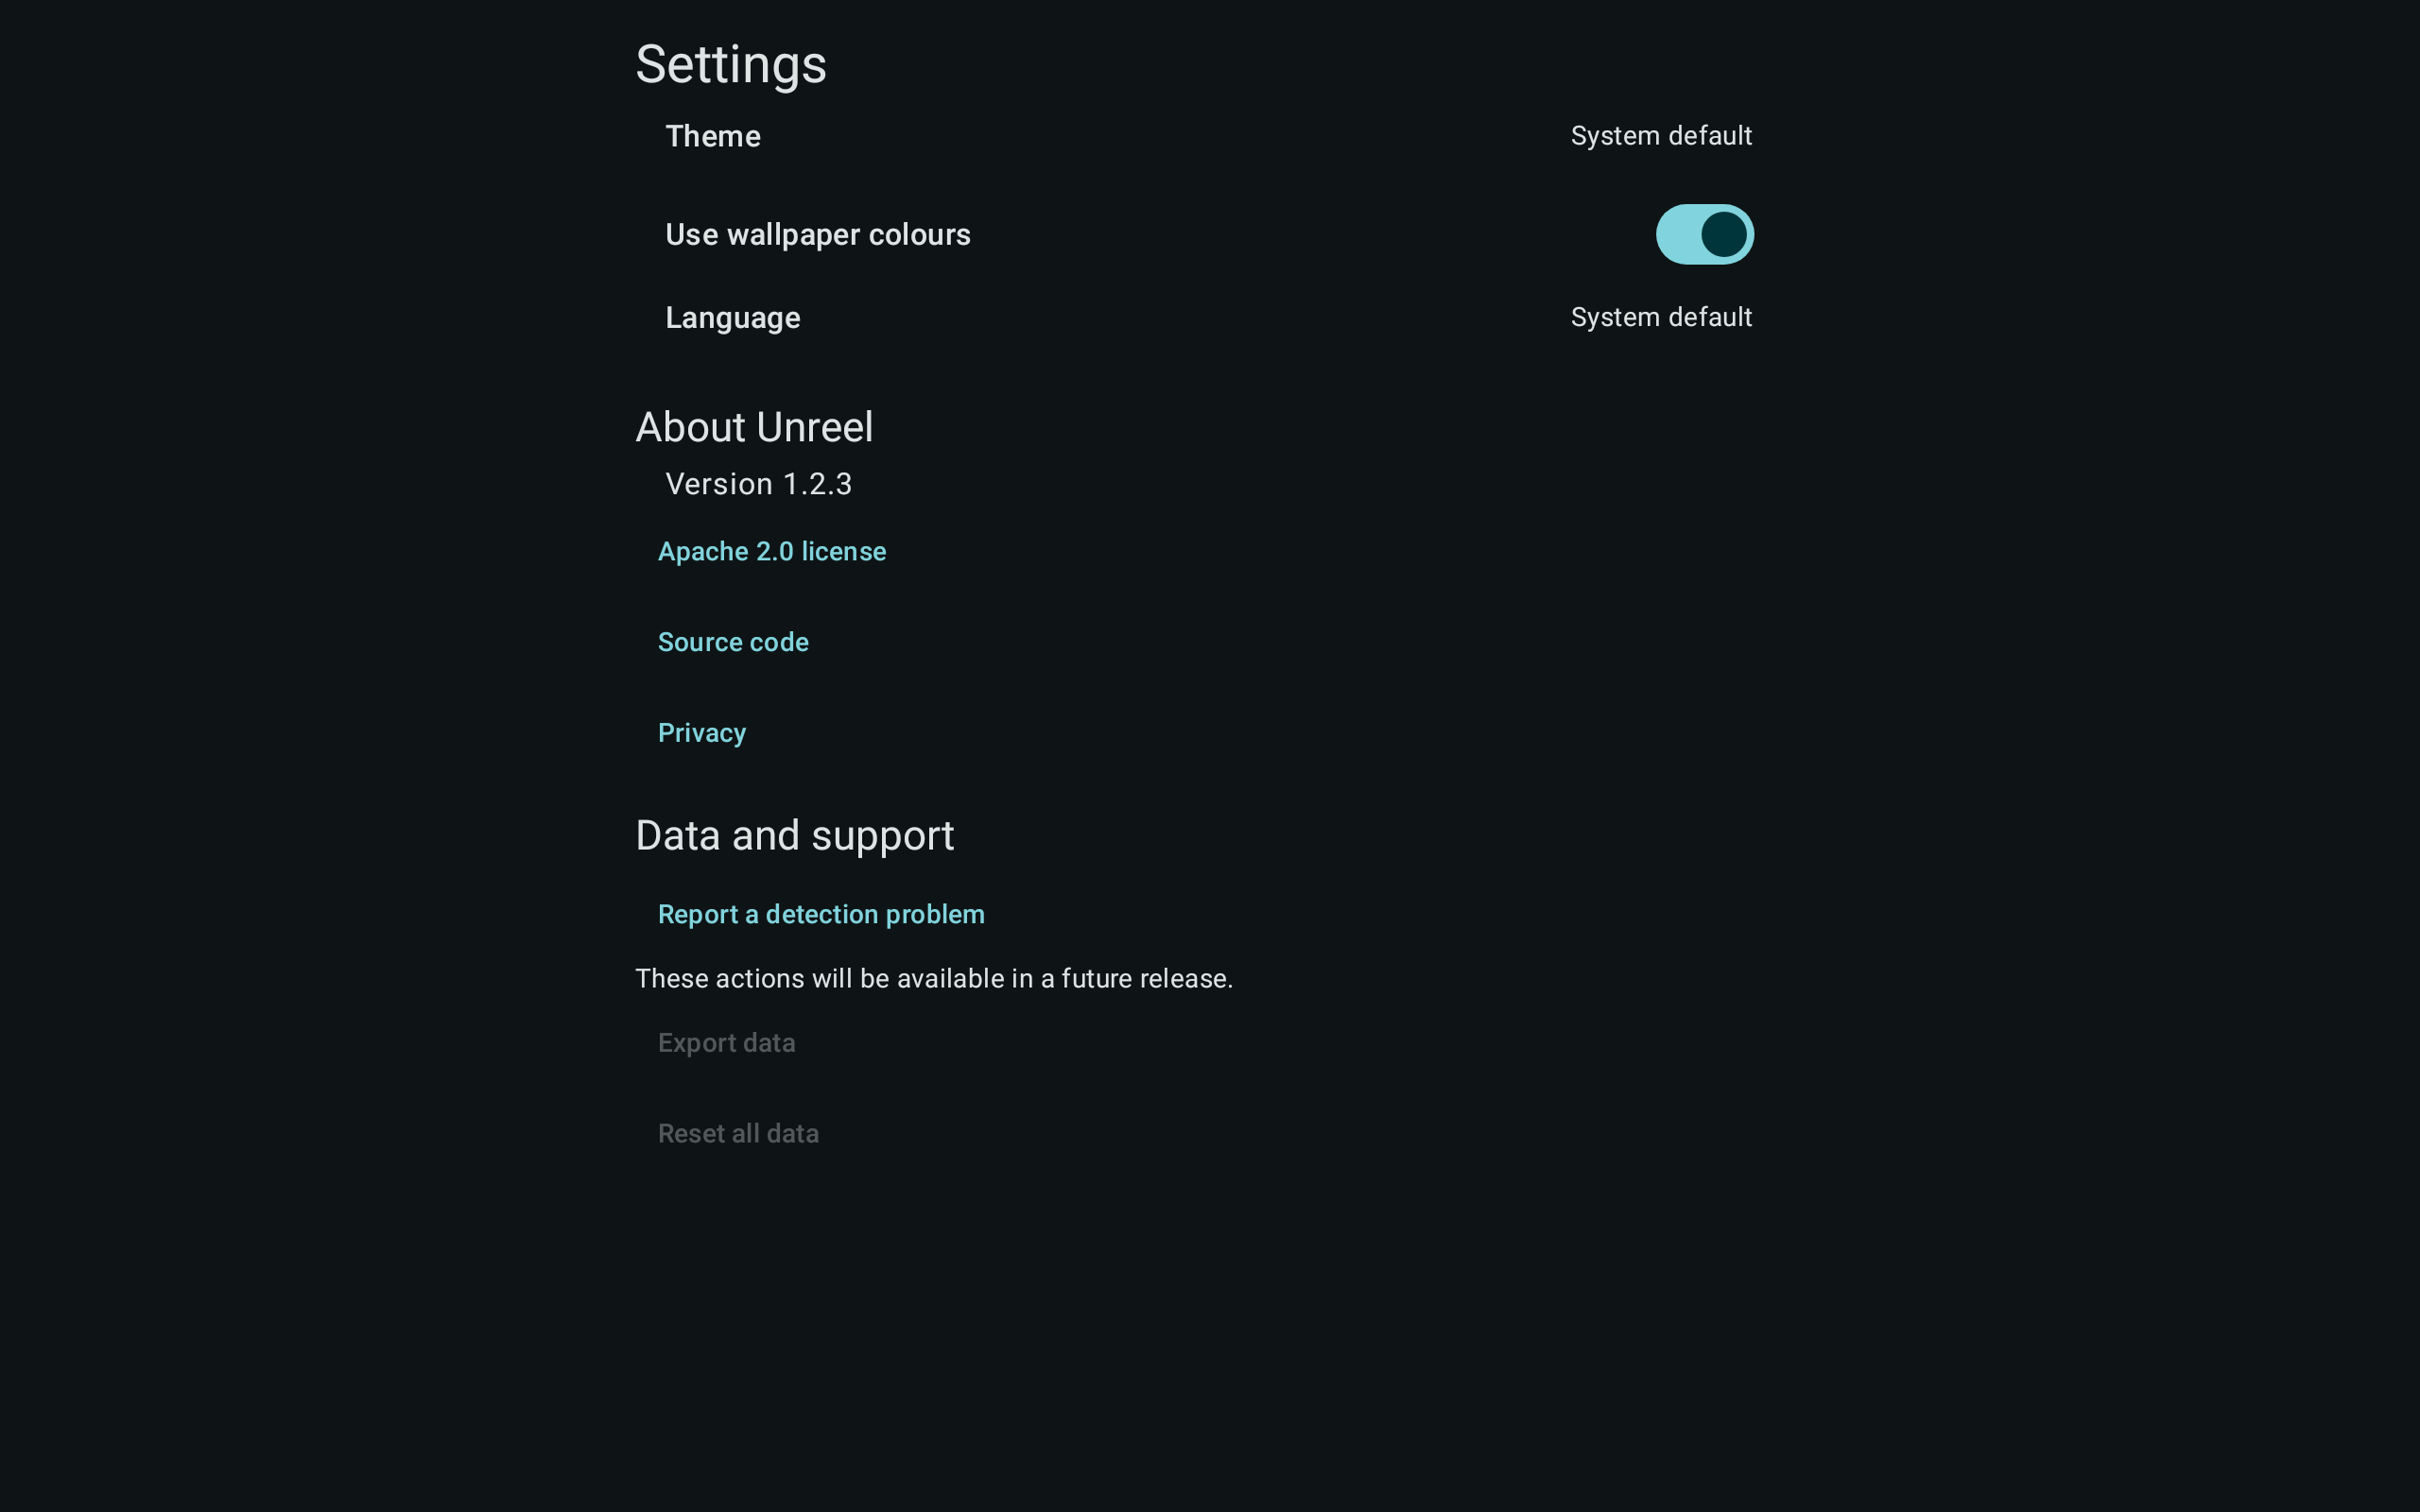 Settings
Theme System default
Use wallpaper colours
Language System default
About Unreel
Version 1.2.3
Apache 2.0 license
Source code
Privacy
Data and support
Report a detection problem
These actions will be available in a future release.
Export data
Reset all data